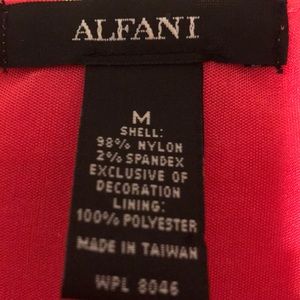 ALFANI
M
SHELL:
98% NYLON
2% SPANDEX
EXCLUSIVE OF
DECORATION
LINING:
100% POLYESTER
MADE IN TAIWAN
WPL 8046